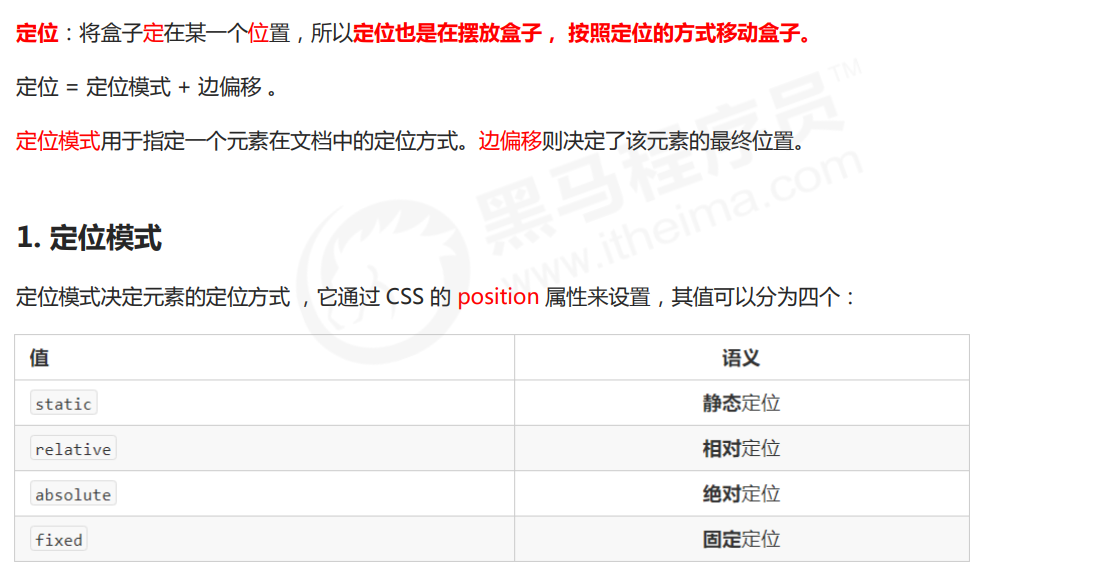 定位：将盒子定在某一个位置，所以定位也是在摆放盒子， 按照定位的方式移动盒子。
定位 = 定位模式 + 边偏移 。
定位模式用于指定一个元素在文档中的定位方式。边偏移则决定了该元素的最终位置。
黑马程序员™
www.itheima.com
1. 定位模式
定位模式决定元素的定位方式 ，它通过 CSS 的 position 属性来设置，其值可以分为四个：
值 语义
static 静态定位
relative 相对定位
absolute 绝对定位
fixed 固定定位